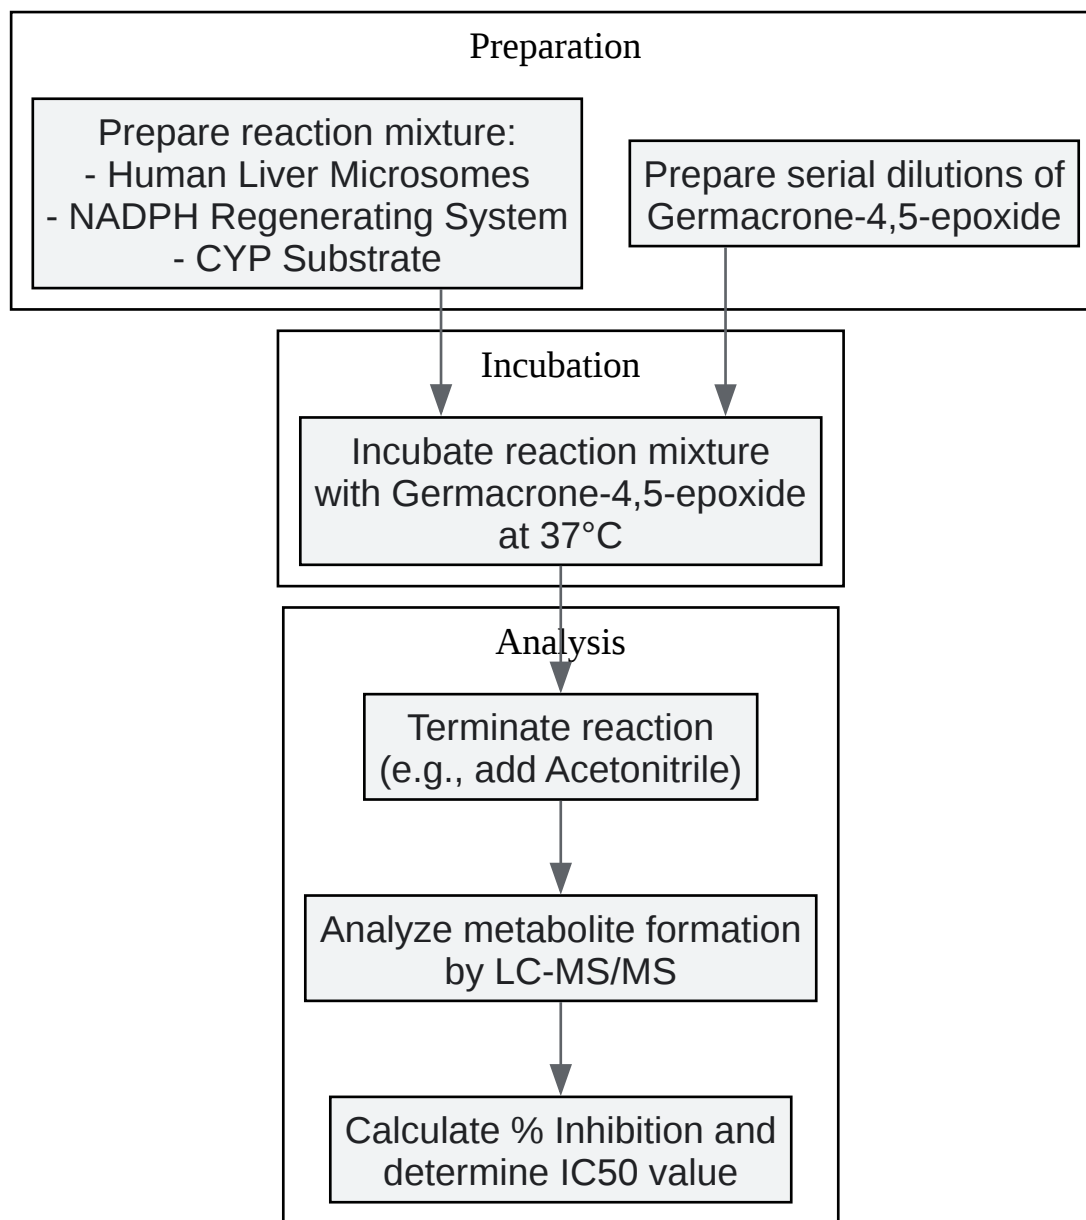 Preparation
Prepare reaction mixture:
- Human Liver Microsomes
- NADPH Regenerating System
- CYP Substrate
Prepare serial dilutions of
Germacrone-4,5-epoxide
Incubation
Incubate reaction mixture
with Germacrone-4,5-epoxide
at 37°C
Analysis
Terminate reaction
(e.g., add Acetonitrile)
Analyze metabolite formation
by LC-MS/MS
Calculate % Inhibition and
determine IC50 value